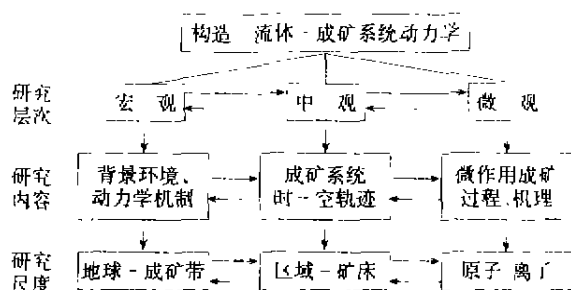 构造 流体-成矿系统动力学
研究
层次
宏 观
中 观
微 观
研究
内容
背景环境、
动力学机制
成矿系统
时-空轨迹
微作用成矿
过程、机理
研究
尺度
地球-成矿带
区域-矿床
原子 离子